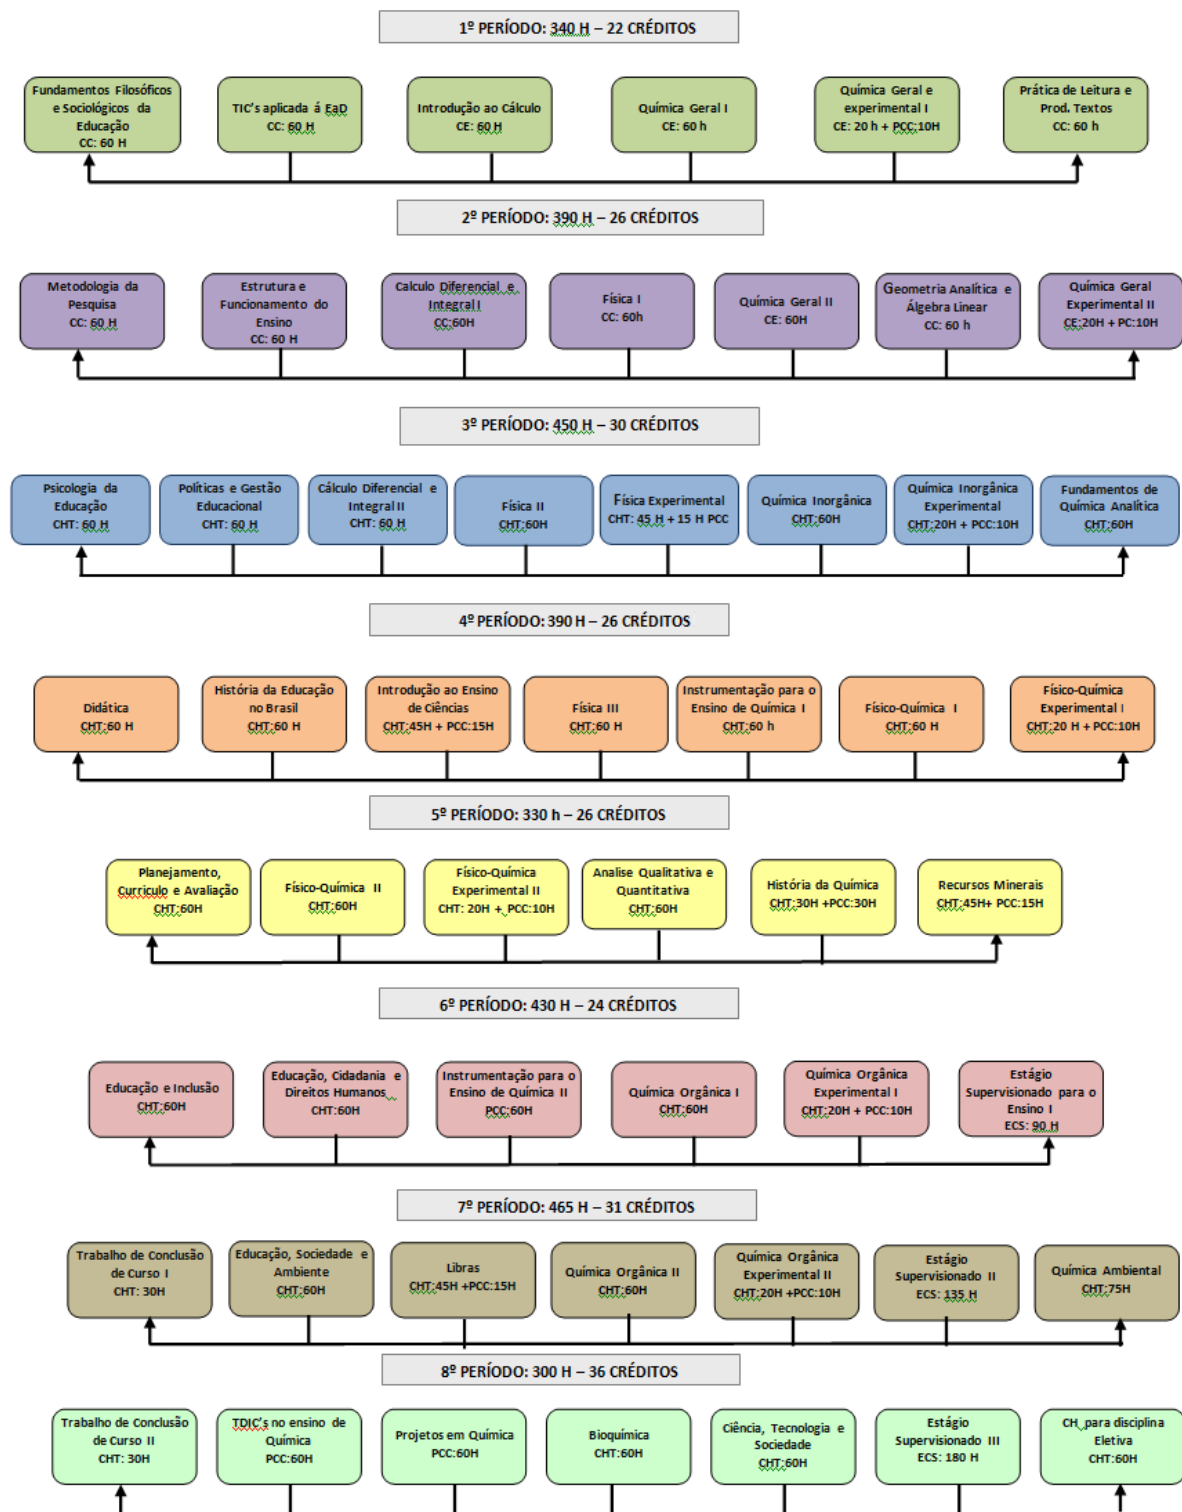 1º PERÍODO: 340 H – 22 CRÉDITOS
Fundamentos Filosóficos
e Sociológicos da
Educação
CC: 60 H
TIC's aplicada á EaD
CC: 60 H
Introdução ao Cálculo
CE: 60 H
Química Geral I
CE: 60 h
Química Geral e
experimental I
CE: 20 h + PCC:10H
Prática de Leitura e
Prod. Textos
CC: 60 h
2º PERÍODO: 390 H – 26 CRÉDITOS
Metodologia da
Pesquisa
CC: 60 H
Estrutura e
Funcionamento do
Ensino
CC: 60 H
Calculo Diferencial e
Integral I
CC:60H
Física I
CC: 60h
Química Geral II
CE: 60H
Geometria Analítica e
Álgebra Linear
CC: 60 h
Química Geral
Experimental II
CE:20H + PC:10H
3º PERÍODO: 450 H – 30 CRÉDITOS
Psicologia da
Educação
CHT: 60 H
Políticas e Gestão
Educacional
CHT: 60 H
Cálculo Diferencial e
Integral II
CHT: 60 H
Física II
CHT:60H
Física Experimental
CHT: 45 H + 15 H PCC
Química Inorgânica
CHT:60H
Química Inorgânica
Experimental
CHT:20H + PCC:10H
Fundamentos de
Química Analítica
CHT:60H
4º PERÍODO: 390 H – 26 CRÉDITOS
Didática
CHT:60 H
História da Educação
no Brasil
CHT:60 H
Introdução ao Ensino
de Ciências
CHT:45H + PCC:15H
Física III
CHT:60 H
Instrumentação para o
Ensino de Química I
CHT:60 h
Físico-Química I
CHT:60 H
Físico-Química
Experimental I
CHT:20 H + PCC:10H
5º PERÍODO: 330 h – 26 CRÉDITOS
Planejamento,
Curriculo e Avaliação
CHT:60H
Físico-Química II
CHT:60H
Físico-Química
Experimental II
CHT: 20H + PCC:10H
Analise Qualitativa e
Quantitativa
CHT:60H
História da Química
CHT:30H +PCC:30H
Recursos Minerais
CHT:45H+ PCC:15H
6º PERÍODO: 430 H – 24 CRÉDITOS
Educação e Inclusão
CHT:60H
Educação, Cidadania e
Direitos Humanos
CHT:60H
Instrumentação para o
Ensino de Química II
PCC:60H
Química Orgânica I
CHT:60H
Química Orgânica
Experimental I
CHT:20H + PCC:10H
Estágio
Supervisionado para o
Ensino I
ECS: 90 H
7º PERÍODO: 465 H – 31 CRÉDITOS
Trabalho de Conclusão
de Curso I
CHT: 30H
Educação, Sociedade e
Ambiente
CHT:60H
Libras
CHT:45H +PCC:15H
Química Orgânica II
CHT:60H
Química Orgânica
Experimental II
CHT:20H +PCC:10H
Estágio
Supervisionado II
ECS: 135 H
Química Ambiental
CHT:75H
8º PERÍODO: 300 H – 36 CRÉDITOS
Trabalho de Conclusão
de Curso II
CHT: 30H
TDIC's no ensino de
Química
PCC:60H
Projetos em Química
PCC:60H
Bioquímica
CHT:60H
Ciência, Tecnologia e
Sociedade
CHT:60H
Estágio
Supervisionado III
ECS: 180 H
CH para disciplina
Eletiva
CHT:60H